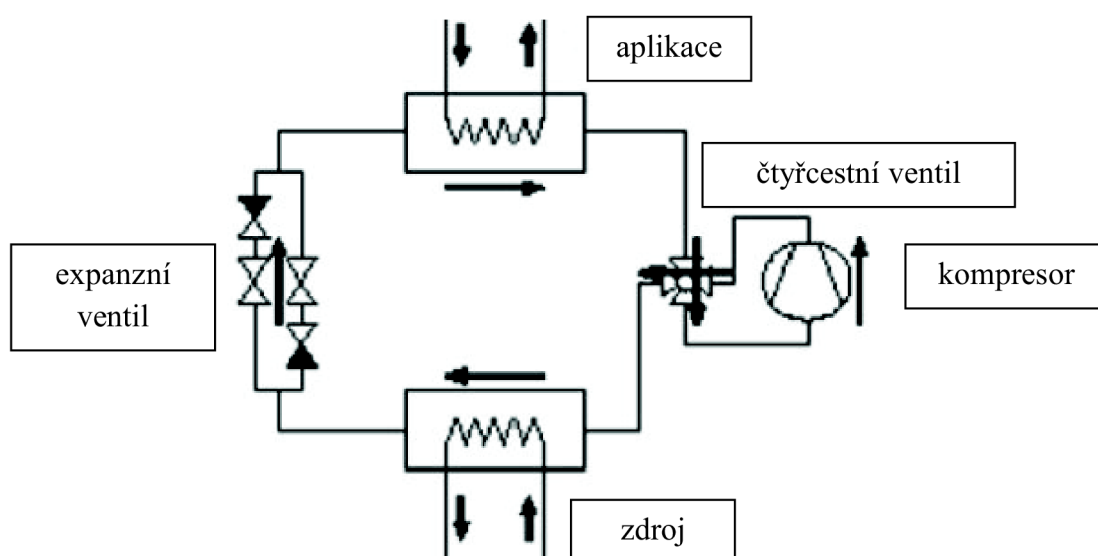 aplikace
čtyřcestní ventil
expanzní
ventil
kompresor
zdroj